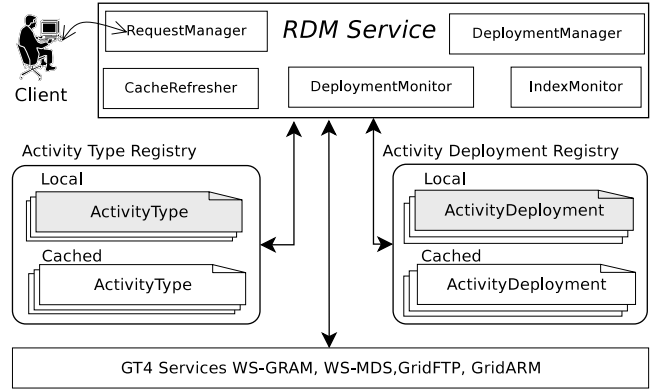 RequestManager
RDM Service
DeploymentManager
CacheRefresher
DeploymentMonitor
IndexMonitor
Client
Activity Type Registry
Local
ActivityType
Cached
ActivityType
Activity Deployment Registry
Local
ActivityDeployment
Cached
ActivityDeployment
GT4 Services WS-GRAM, WS-MDS,GridFTP, GridARM